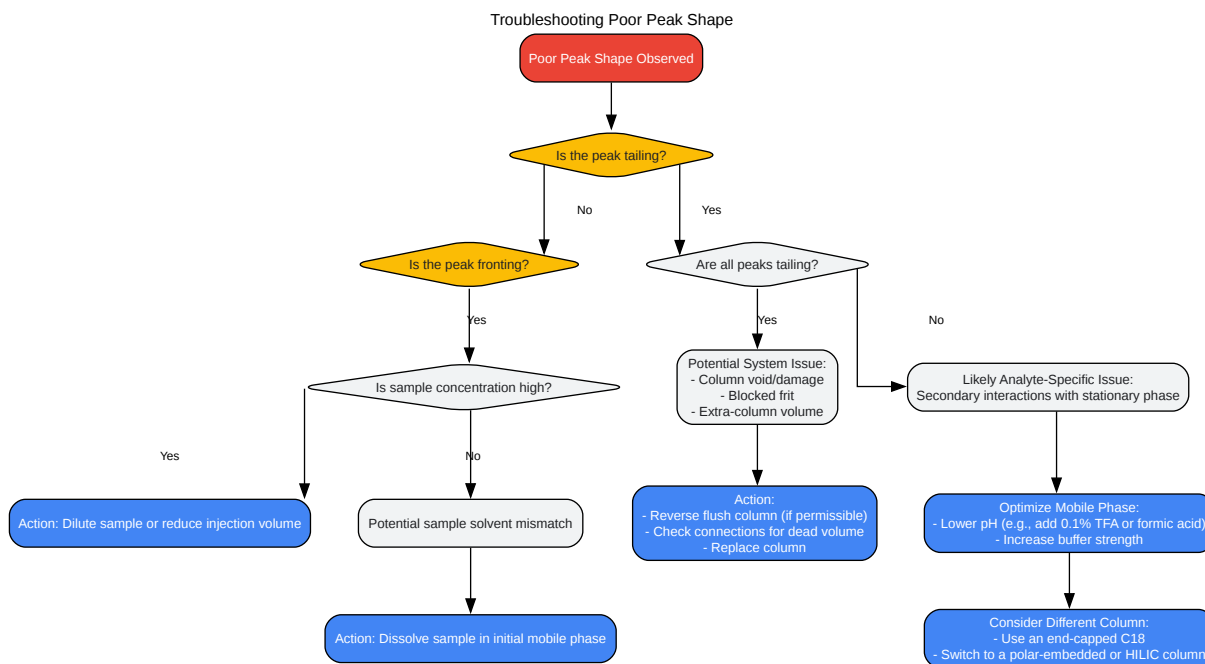 Troubleshooting Poor Peak Shape
Poor Peak Shape Observed
Is the peak tailing?
No
Yes
Is the peak fronting?
Are all peaks tailing?
Yes
Yes
No
Is sample concentration high?
Potential System Issue:
- Column void/damage
- Blocked frit
- Extra-column volume
Likely Analyte-Specific Issue:
Secondary interactions with stationary phase
Yes
No
Action: Dilute sample or reduce injection volume
Potential sample solvent mismatch
Action:
- Reverse flush column (if permissible)
- Check connections for dead volume
- Replace column
Optimize Mobile Phase:
- Lower pH (e.g., add 0.1% TFA or formic acid)
- Increase buffer strength
Action: Dissolve sample in initial mobile phase
Consider Different Column:
- Use an end-capped C18
- Switch to a polar-embedded or HILIC column